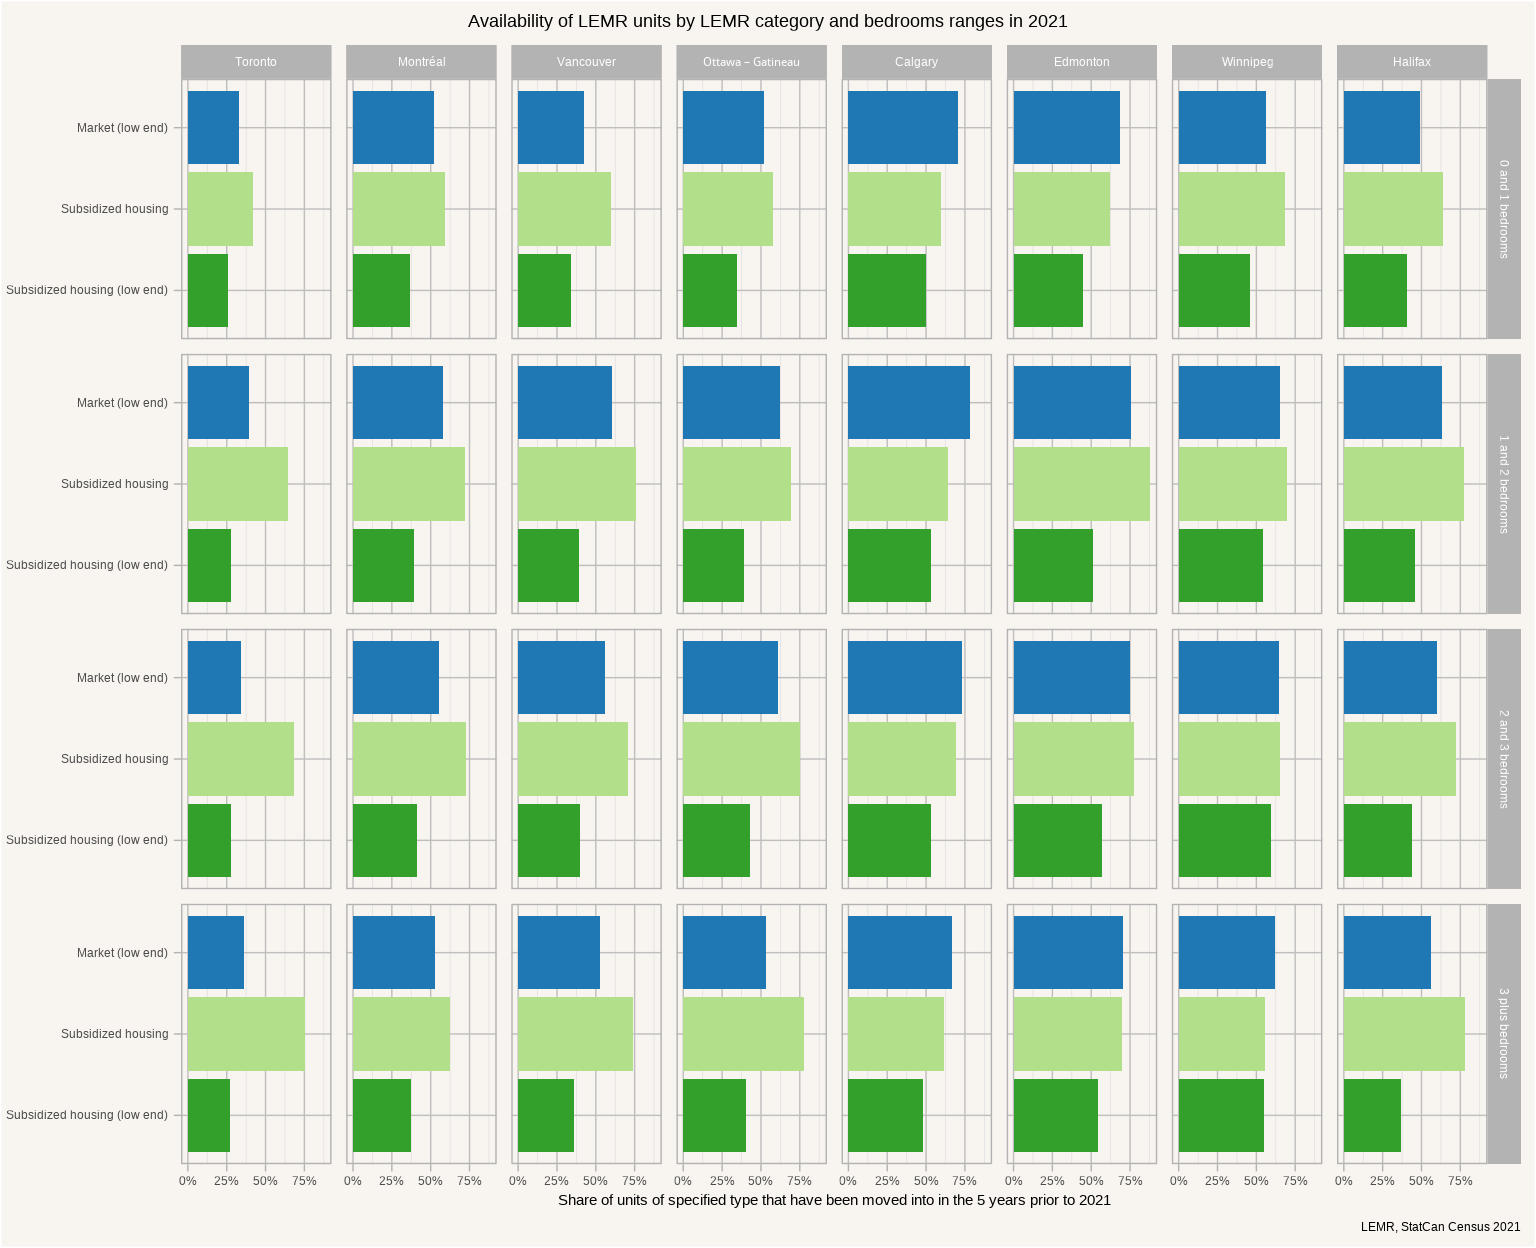 Availability of LEMR units by LEMR category and bedrooms ranges in 2021
Toronto
Montréal
Vancouver
Ottawa – Gatineau
Calgary
Edmonton
Winnipeg
Halifax
Market (low end)
Subsidized housing
Subsidized housing (low end)
0 and 1 bedrooms
Market (low end)
Subsidized housing
Subsidized housing (low end)
1 and 2 bedrooms
Market (low end)
Subsidized housing
Subsidized housing (low end)
2 and 3 bedrooms
Market (low end)
Subsidized housing
Subsidized housing (low end)
3 plus bedrooms
0% 25% 50% 75%
0% 25% 50% 75%
0% 25% 50% 75%
0% 25% 50% 75%
0% 25% 50% 75%
0% 25% 50% 75%
0% 25% 50% 75%
0% 25% 50% 75%
Share of units of specified type that have been moved into in the 5 years prior to 2021
LEMR, StatCan Census 2021